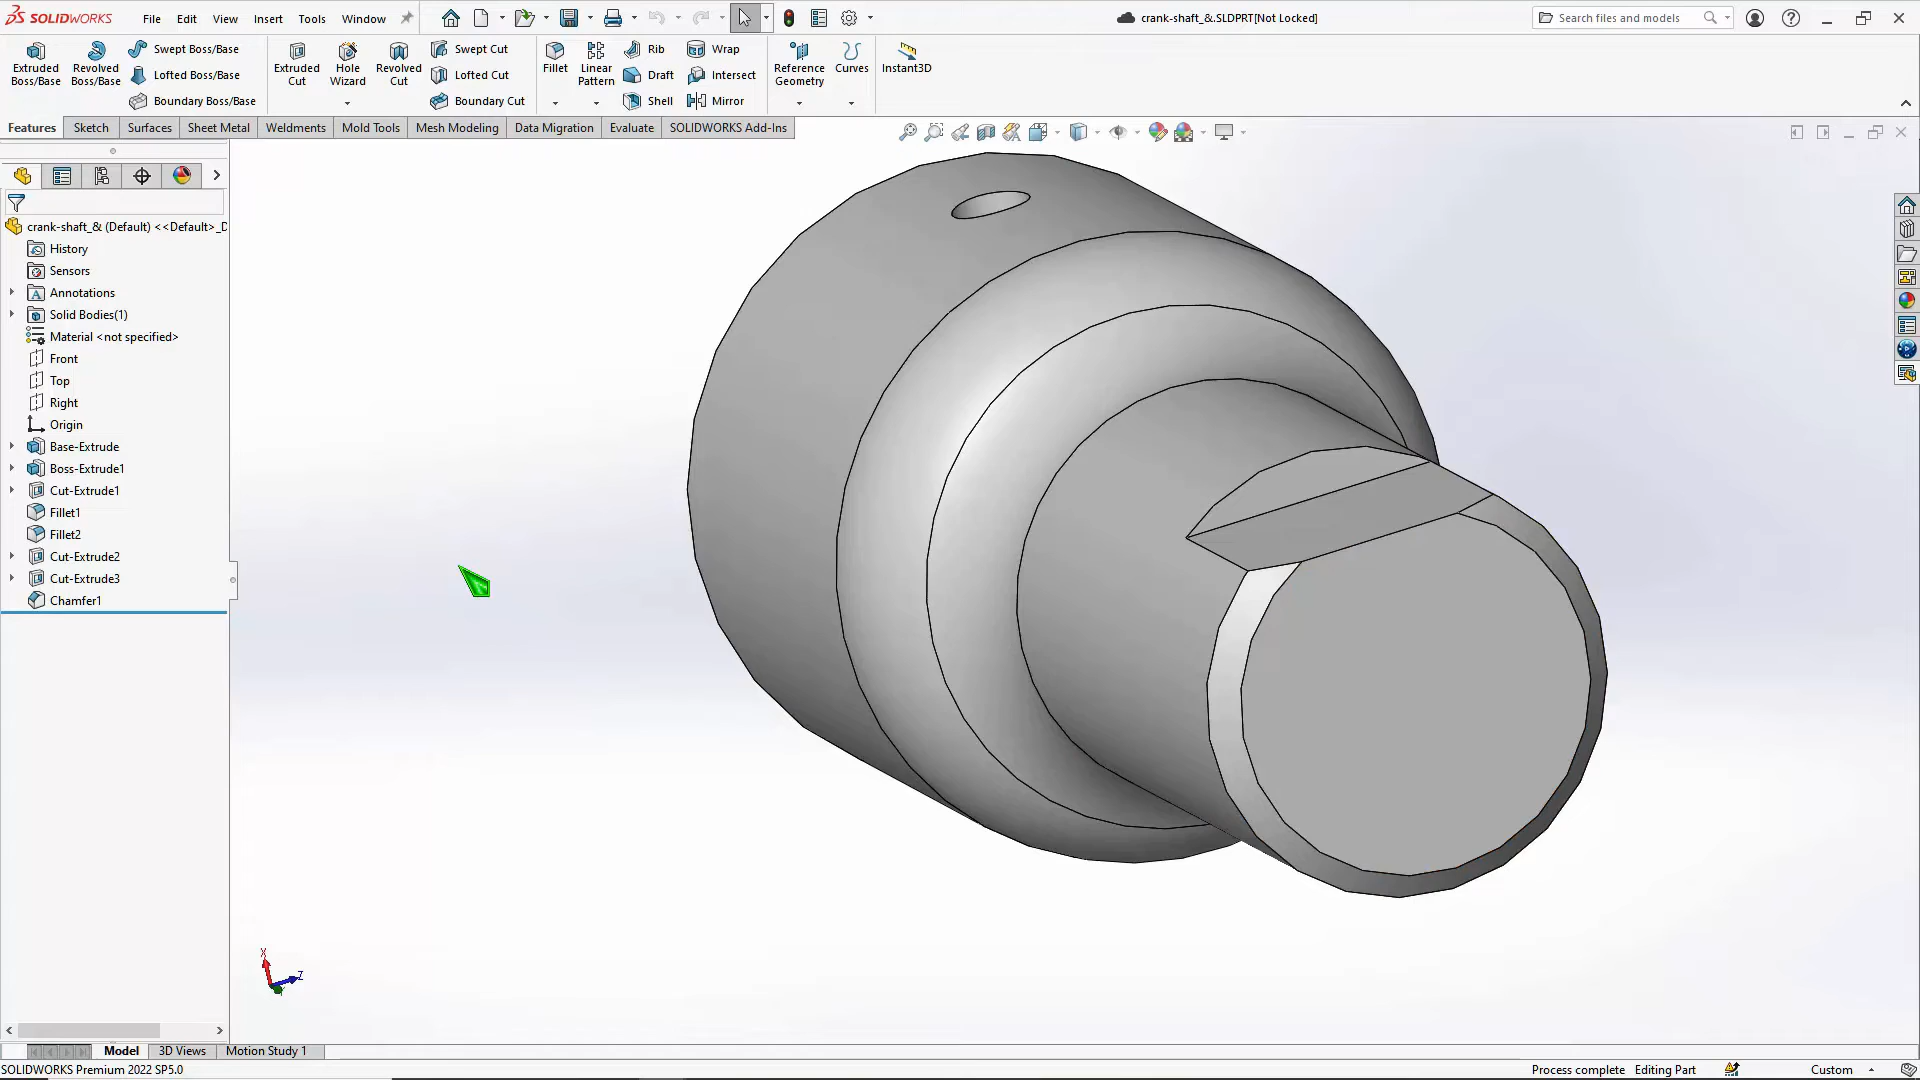 SOLIDWORKS File Edit View Insert Tools Window crank-shaft_&.SLDPRT[Not Locked] Search files and models
Extruded Boss/Base
Revolved Boss/Base
Swept Boss/Base
Lofted Boss/Base
Boundary Boss/Base
Extruded Cut
Hole Wizard
Revolved Cut
Swept Cut
Lofted Cut
Boundary Cut
Fillet
Linear Pattern
Rib
Draft
Shell
Wrap
Intersect
Mirror
Reference Geometry
Curves
Instant3D
Features Sketch Surfaces Sheet Metal Weldments Mold Tools Mesh Modeling Data Migration Evaluate SOLIDWORKS Add-Ins
crank-shaft_& (Default) <<Default>_D
History
Sensors
Annotations
Solid Bodies(1)
Material <not specified>
Front
Top
Right
Origin
Base-Extrude
Boss-Extrude1
Cut-Extrude1
Fillet1
Fillet2
Cut-Extrude2
Cut-Extrude3
Chamfer1
X
Z
Model 3D Views Motion Study 1
SOLIDWORKS Premium 2022 SP5.0 Process complete Editing Part Custom